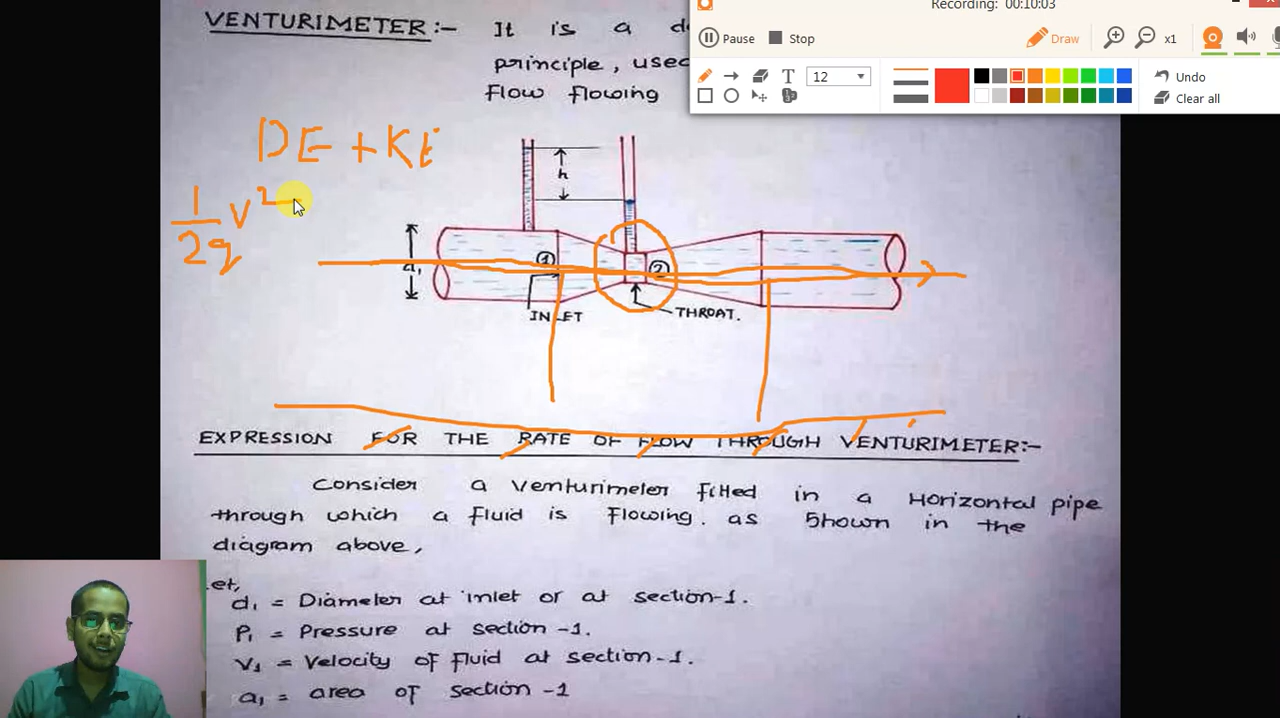 Recording: 00:10:03
Pause Stop Draw x1
T 12 Undo
Clear all
VENTURIMETER:- It is a d
principle, used
Flow flowing
PE + KE
1/2g V²
h
a₁
①
②
INLET
THROAT.
EXPRESSION FOR THE RATE OF FLOW THROUGH VENTURIMETER:-
Consider a venturimeter fitted in a Horizontal pipe
through which a fluid is flowing. as shown in the
diagram above,
et,
d₁ = Diameter at inlet or at section-1.
P₁ = Pressure at section -1.
V₁ = Velocity of fluid at section-1.
a₁ = area of section -1